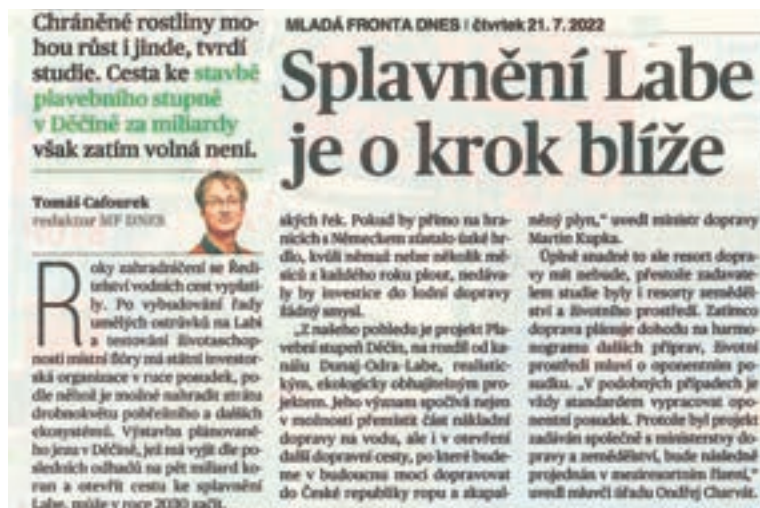 Chráněné rostliny mo-
hou růst i jinde, tvrdí
studie. Cesta ke stavbě
plavebního stupně
v Děčíně za miliardy
však zatím volná není.
Tomáš Cafourek
redaktor MF DNES
Roky zahradničení se Ředi-
telství vodních cest vyplati-
ly. Po vybudování řady
umělých ostrůvků na Labi
a testování životaschop-
nosti místní flóry má státní investor-
ská organizace v ruce posudek, po-
dle něhož je možné nahradit ztrátu
drobnokvětu pobřežního a dalších
ekosystémů. Výstavba plánované-
ho jezu v Děčíně, jež má vyjít dle po-
sledních odhadů na pět miliard ko-
run a otevřít cestu ke splavnění
Labe, může v roce 2030 začít.
MLADÁ FRONTA DNES | čtvrtek 21. 7. 2022
Splavnění Labe
je o krok blíže
ských řek. Pokud by přímo na hra-
nicích s Německem zůstalo úzké hr-
dlo, kvůli němuž nelze několik mě-
síců z každého roku plout, nedáva-
ly by investice do lodní dopravy
žádný smysl.
„Z našeho pohledu je projekt Pla-
vební stupeň Děčín, na rozdíl od ka-
nálu Dunaj-Odra-Labe, realistic-
kým, ekologicky obhajitelným pro-
jektem. Jeho význam spočívá nejen
v možnosti přemístit část nákladní
dopravy na vodu, ale i v otevření
další dopravní cesty, po které bude-
me v budoucnu moci dopravovat
do České republiky ropu a zkapal-
něný plyn,“ uvedl ministr dopravy
Martin Kupka.
Úplně snadné to ale resort dopra-
vy mít nebude, přestože zadavate-
lem studie byly i resorty zeměděl-
ství a životního prostředí. Zatímco
doprava plánuje dohodu na harmo-
nogramu dalších příprav, životní
prostředí mluví o oponentním po-
sudku. „V podobných případech je
vždy standardem vypracovat opo-
nentní posudek. Protože byl projekt
zadáván společně s ministerstvy do-
pravy a zemědělství, bude následně
projednán v meziresortním řízení,“
uvedl mluvčí úřadu Ondřej Charvát.